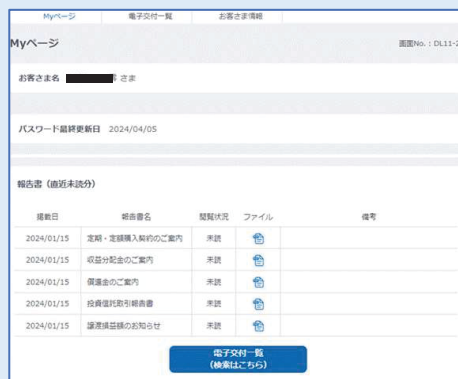 Myページ 電子交付一覧 お客さま情報
Myページ
画面No.：DL11-2
お客さま名 さま
パスワード最終更新日 2024/04/05
報告書（直近未読分）
掲載日 報告書名 閲覧状況 ファイル 備考
2024/01/15 定期・定額購入契約のご案内 未読
2024/01/15 収益分配金のご案内 未読
2024/01/15 償還金のご案内 未読
2024/01/15 投資信託取引報告書 未読
2024/01/15 譲渡損益額のお知らせ 未読
電子交付一覧
（検索はこちら）